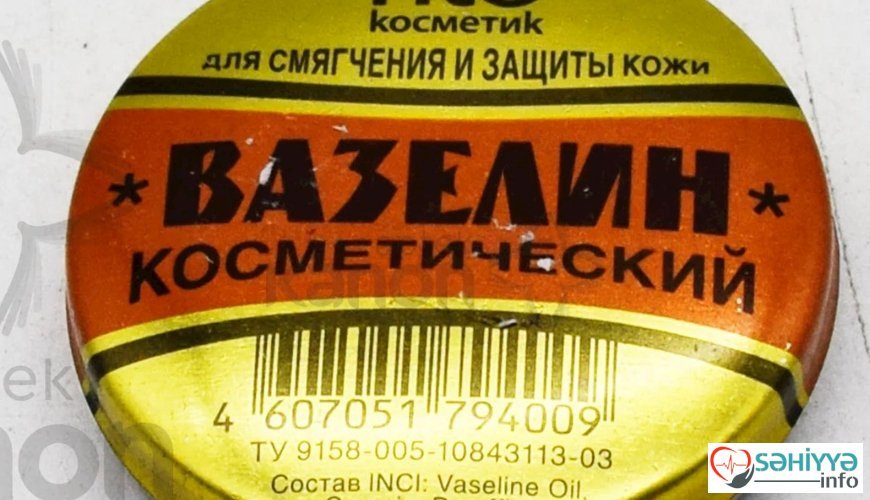 косметик
для СМЯГЧЕНИЯ И ЗАЩИТЫ кожи
* ВАЗЕЛИН *
КОСМЕТИЧЕСКИЙ
kanon
4 607051 794009
ТУ 9158-005-10843113-03
Состав INCI: Vaseline Oil,
səhiyyə
info